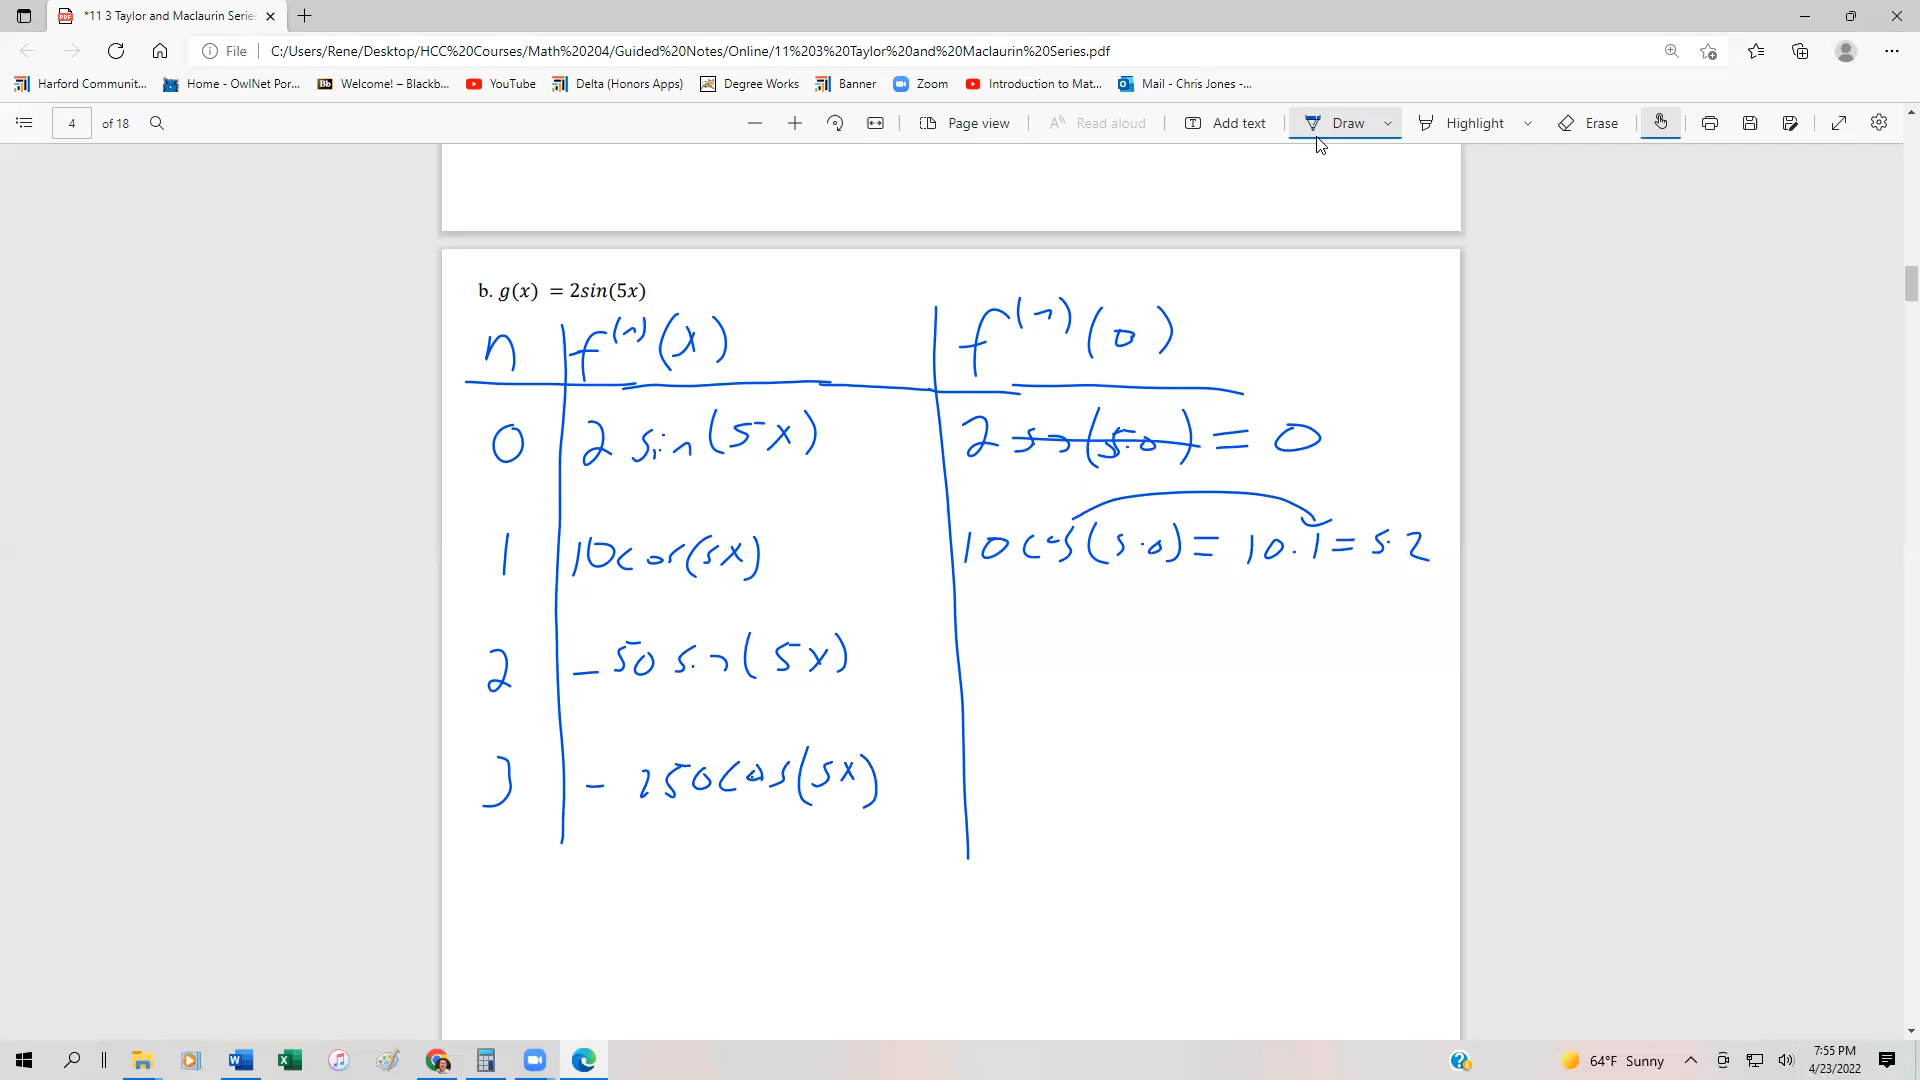 *11 3 Taylor and Maclaurin Serie
File C:/Users/Rene/Desktop/HCC%20Courses/Math%20204/Guided%20Notes/Online/11%203%20Taylor%20and%20Maclaurin%20Series.pdf
Harford Communit... Home - OwlNet Por... Welcome! – Blackb... YouTube Delta (Honors Apps) Degree Works Banner Zoom Introduction to Mat... Mail - Chris Jones -...
4 of 18 Page view Read aloud Add text Draw Highlight Erase
b. g(x) = 2sin(5x)
n f^(n)(x) f^(n)(0)
0 2 sin(5x) 2 sin(5·0) = 0
1 10cos(5x) 10cos(5·0) = 10·1 = 5·2
2 -50 sin(5x)
3 - 250cos(5x)
64°F Sunny 7:55 PM
4/23/2022